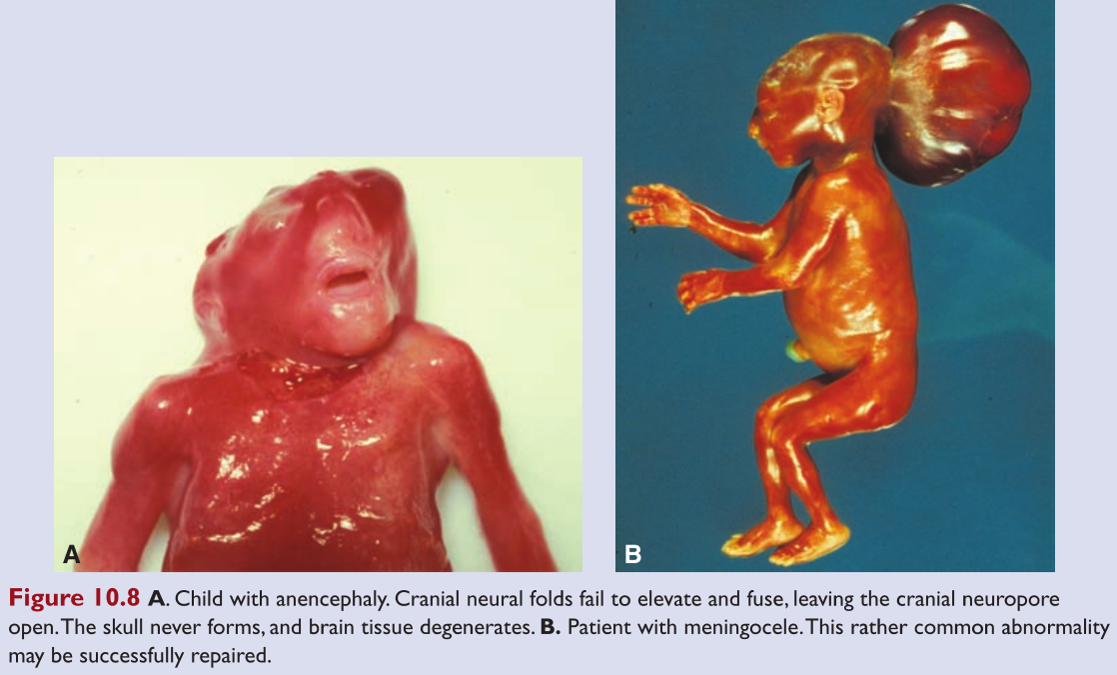 A
B
Figure 10.8 A. Child with anencephaly. Cranial neural folds fail to elevate and fuse, leaving the cranial neuropore
open. The skull never forms, and brain tissue degenerates. B. Patient with meningocele. This rather common abnormality
may be successfully repaired.